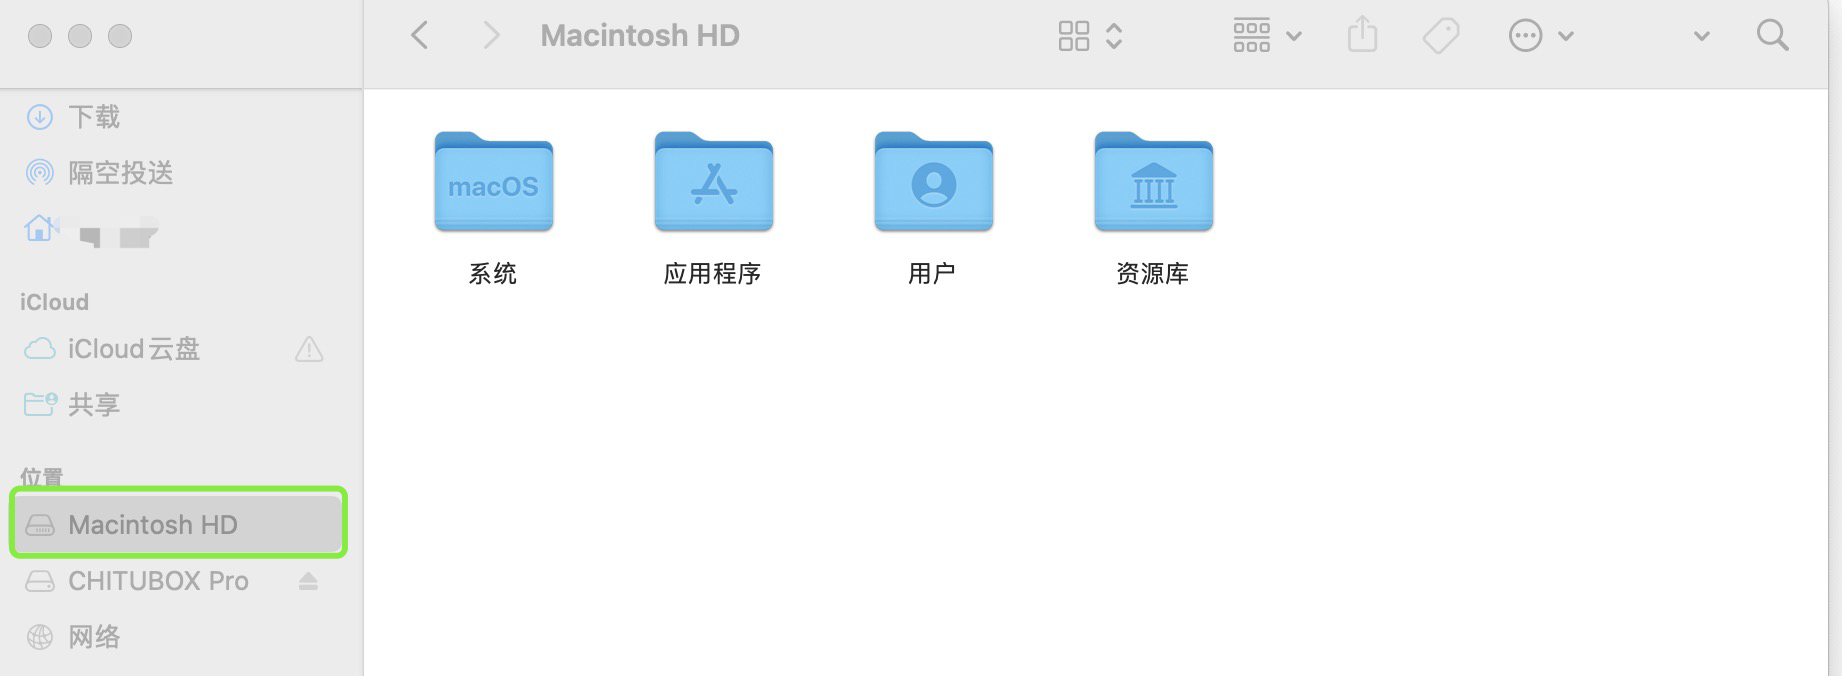 Macintosh HD
下载
隔空投送
iCloud
iCloud云盘
共享
位置
Macintosh HD
CHITUBOX Pro
网络
macOS
系统
应用程序
用户
资源库